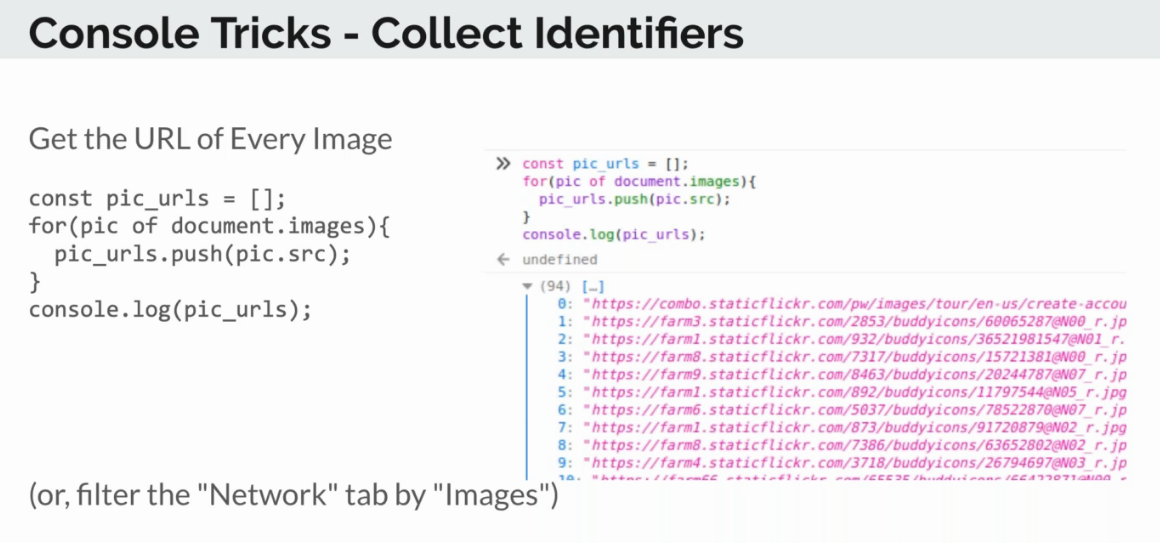 Console Tricks - Collect Identifiers
Get the URL of Every Image
const pic_urls = [];
for(pic of document.images){
  pic_urls.push(pic.src);
}
console.log(pic_urls);
(or, filter the "Network" tab by "Images")
≫ const pic_urls = [];
for(pic of document.images){
  pic_urls.push(pic.src);
}
console.log(pic_urls);
← undefined
▼ (94) […]
0: "https://combo.staticflickr.com/pw/images/tour/en-us/create-accou
1: "https://farm3.staticflickr.com/2853/buddyicons/60065287@N00_r.jp
2: "https://farm1.staticflickr.com/932/buddyicons/36521981547@N01_r.
3: "https://farm8.staticflickr.com/7317/buddyicons/15721381@N00_r.jp
4: "https://farm9.staticflickr.com/8463/buddyicons/20244787@N07_r.jp
5: "https://farm1.staticflickr.com/892/buddyicons/11797544@N05_r.jpg
6: "https://farm6.staticflickr.com/5037/buddyicons/78522870@N07_r.jp
7: "https://farm1.staticflickr.com/873/buddyicons/91720879@N02_r.jpg
8: "https://farm8.staticflickr.com/7386/buddyicons/63652802@N02_r.jp
9: "https://farm4.staticflickr.com/3718/buddyicons/26794697@N03_r.jp